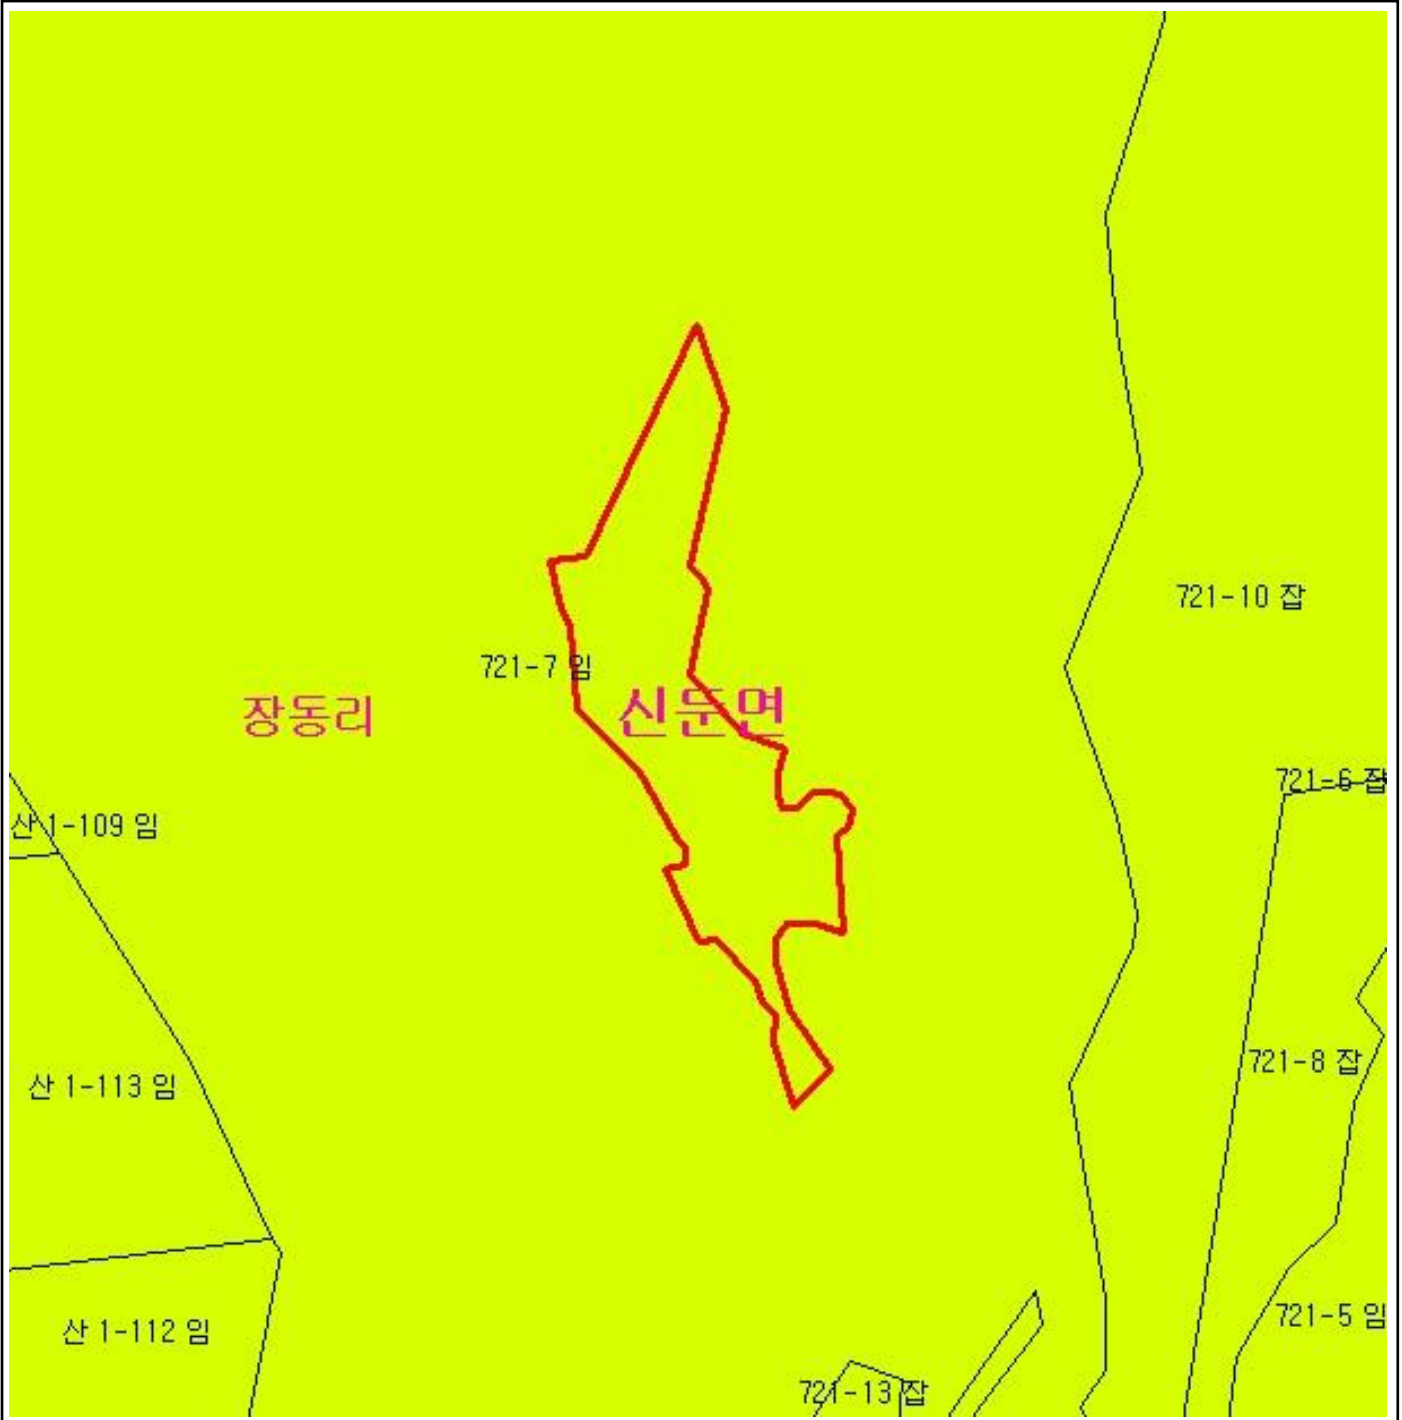 721-10 잡
721-7 임
장동리
신둔면
721-6 잡
산 1-109 임
721-8 잡
산 1-113 임
721-5 임
산 1-112 임
721-13 잡